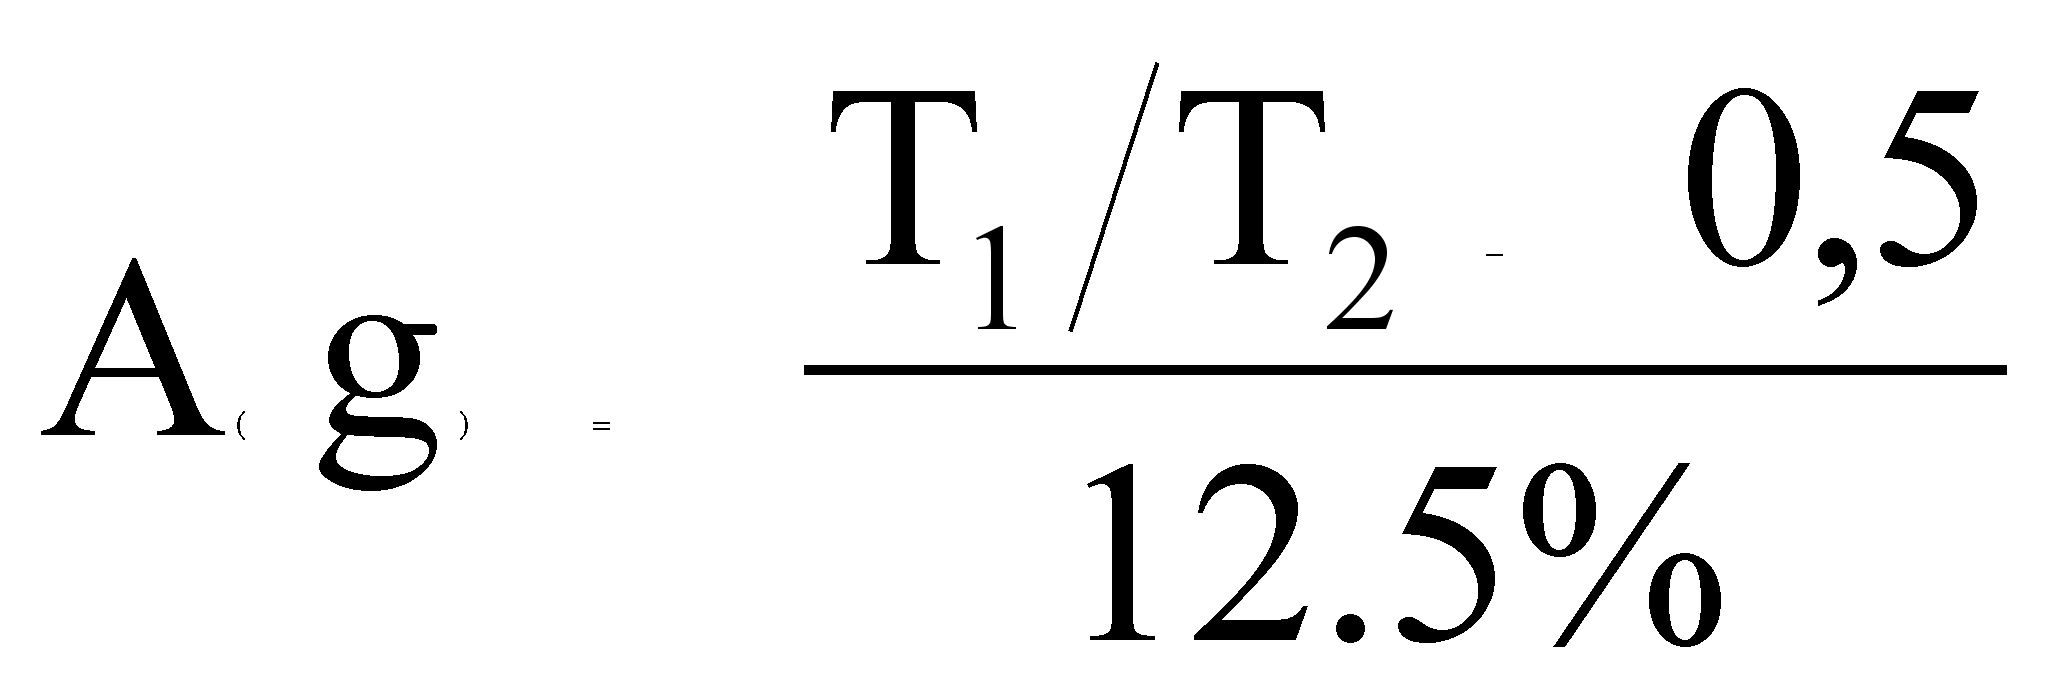 T1/T2 - 0,5
A(g) =
12.5%